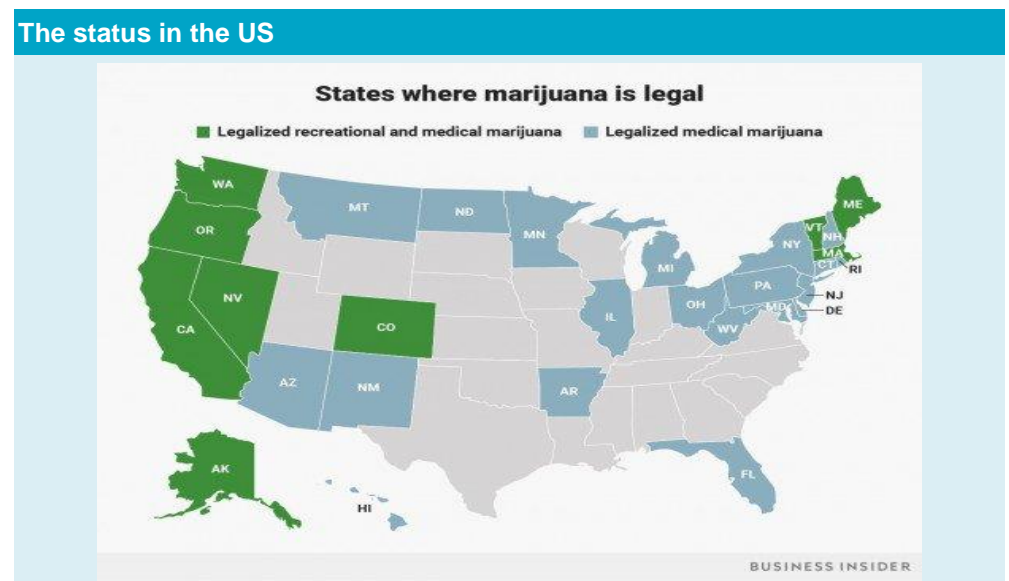 The status in the US
States where marijuana is legal
Legalized recreational and medical marijuana Legalized medical marijuana
WA
MT
ND
MN
OR
ME
VT
NH
NY
MA
CT
RI
MI
PA
NJ
NV
OH
MD
DE
IL
CA
CO
WV
AZ
NM
AR
AK
FL
HI
BUSINESS INSIDER